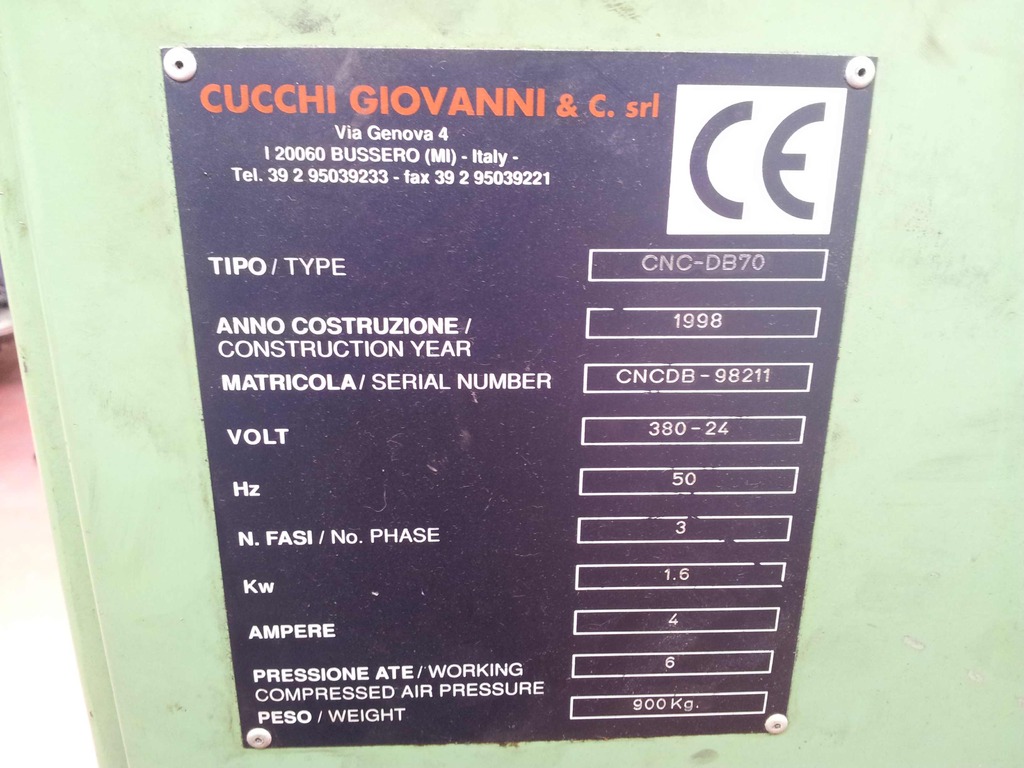 CUCCHI GIOVANNI & C. srl
Via Genova 4
I 20060 BUSSERO (MI) - Italy -
Tel. 39 2 95039233 - fax 39 2 95039221
CE
TIPO / TYPE CNC-DB70
ANNO COSTRUZIONE / 1998
CONSTRUCTION YEAR
MATRICOLA / SERIAL NUMBER CNCDB-98211
VOLT 380-24
Hz 50
N. FASI / No. PHASE 3
Kw 1.6
AMPERE 4
PRESSIONE ATE / WORKING 6
COMPRESSED AIR PRESSURE
PESO / WEIGHT 900Kg.